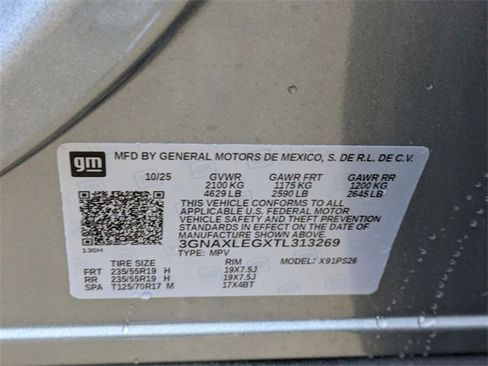 gm MFD BY GENERAL MOTORS DE MEXICO, S. DE R.L. DE C.V.
10/25 GVWR GAWR FRT GAWR RR
2100 KG 1175 KG 1200 KG
4629 LB 2590 LB 2645 LB
THIS VEHICLE CONFORMS TO ALL
APPLICABLE U.S. FEDERAL MOTOR
VEHICLE SAFETY AND THEFT PREVENTION
STANDARDS IN EFFECT ON THE DATE
OF MANUFACTURE SHOWN ABOVE.
3GNAXLEGXTL313269
130H TYPE: MPV
TIRE SIZE RIM MODEL: X91PS26
FRT 235/55R19 H 19X7.5J
RR 235/55R19 H 19X7.5J
SPA T125/70R17 M 17X4BT